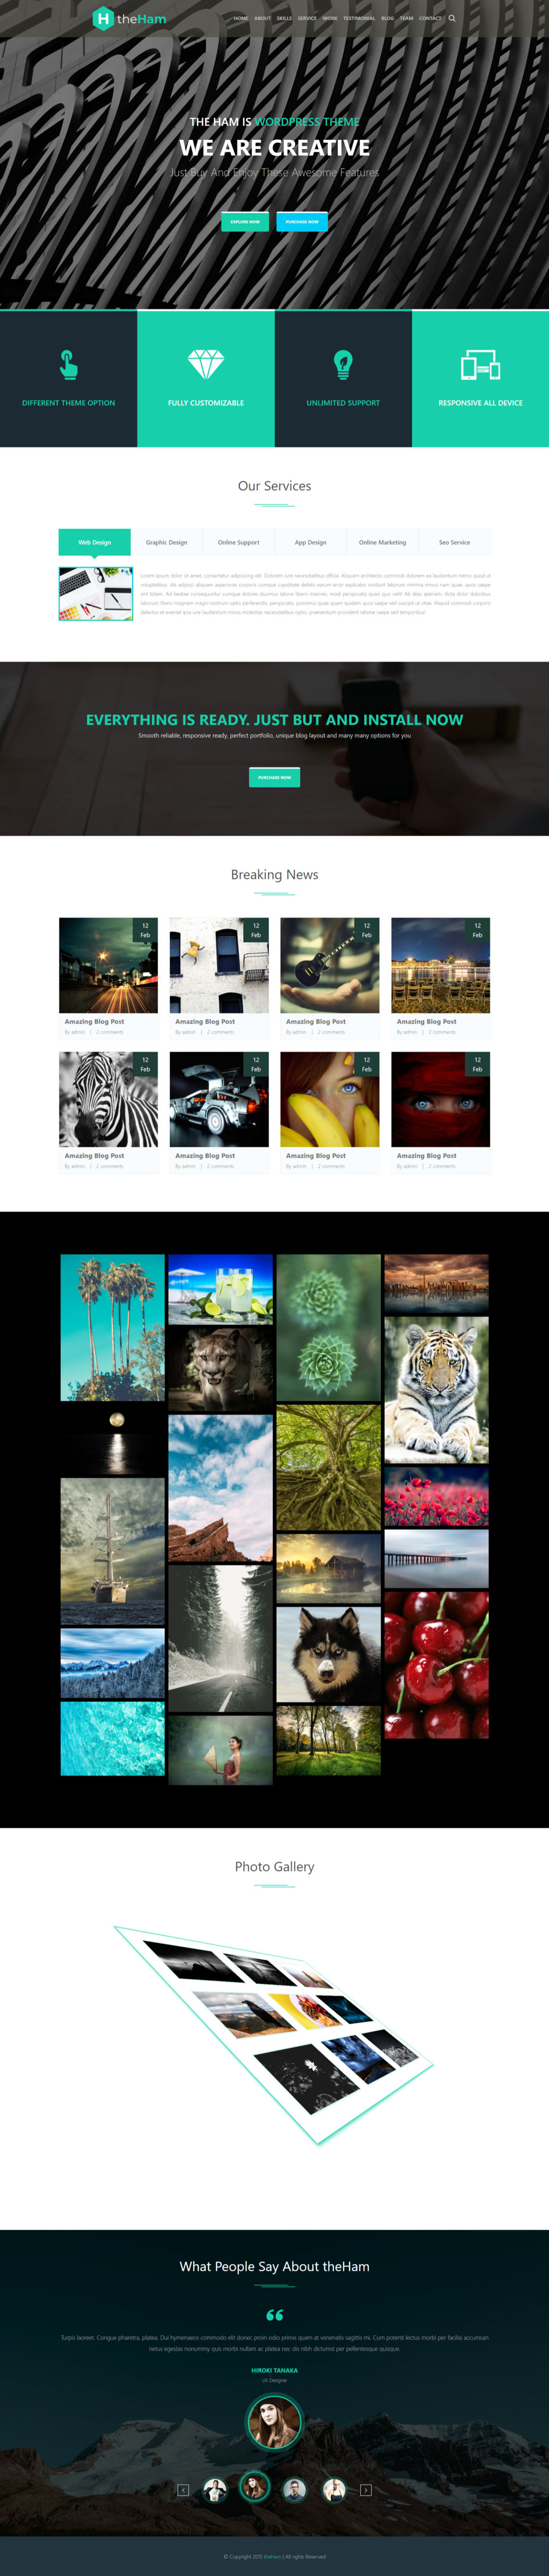 H theHam
HOME ABOUT SKILLS SERVICE WORK TESTIMONIAL BLOG TEAM CONTACT
THE HAM IS WORDPRESS THEME
WE ARE CREATIVE
Just Buy And Enjoy These Awesome Features
EXPLORE NOW PURCHASE NOW
DIFFERENT THEME OPTION FULLY CUSTOMIZABLE UNLIMITED SUPPORT RESPONSIVE ALL DEVICE
Our Services
Web Design Graphic Design Online Support App Design Online Marketing Seo Service
EVERYTHING IS READY. JUST BUT AND INSTALL NOW
Smooth reliable, responsive ready, perfect portfolio, unique blog layout and many many options for you
PURCHASE NOW
Breaking News
12 12 12 12
Feb Feb Feb Feb
Amazing Blog Post Amazing Blog Post Amazing Blog Post Amazing Blog Post
By admin | 2 comments By admin | 2 comments By admin | 2 comments By admin | 2 comments
12 12 12 12
Feb Feb Feb Feb
Amazing Blog Post Amazing Blog Post Amazing Blog Post Amazing Blog Post
By admin | 2 comments By admin | 2 comments By admin | 2 comments By admin | 2 comments
Photo Gallery
What People Say About theHam
Turpis laoreet. Congue pharetra, platea. Dui hymenaeos commodo elit donec proin odio primis quam at venenatis sagittis mi. Cum potenti lectus morbi per facilisi accumsan
netus egestas nonummy quis morbi nullam ac platea nec dis nibh dictumst per pellentesque quisque.
HIROKI TANAKA
UX Designer
© Copyright 2015 theHam | All rights Reserved